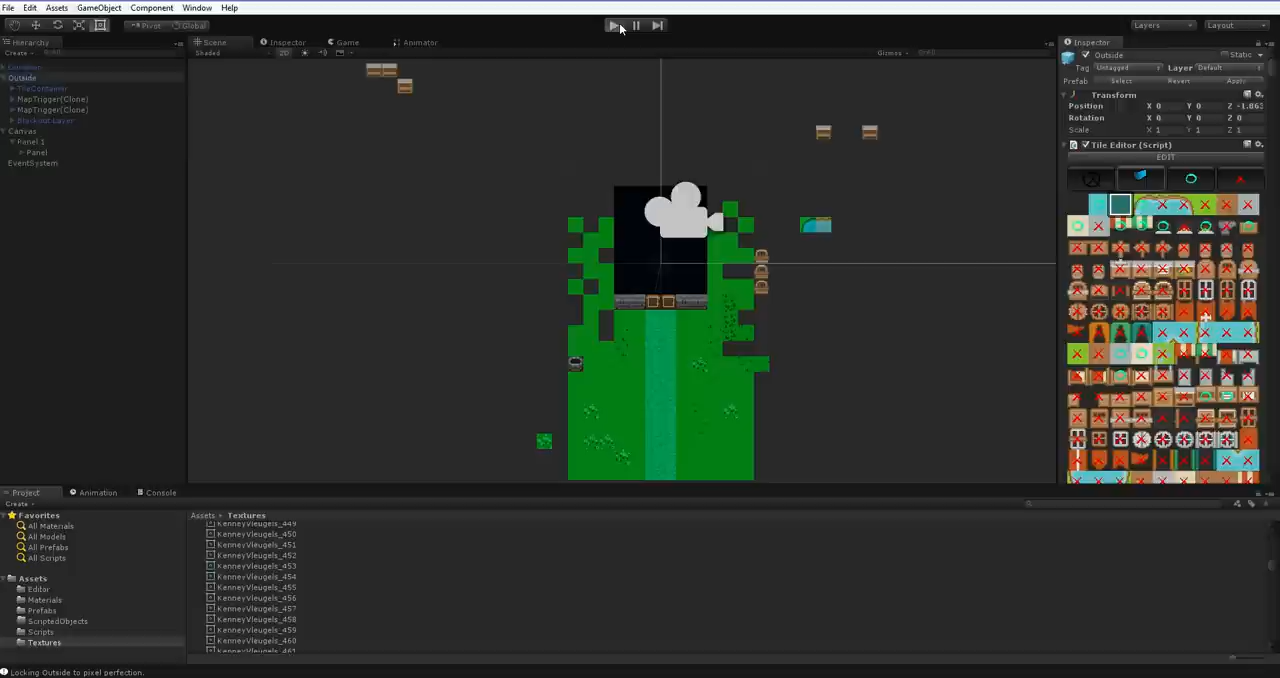 File Edit Assets GameObject Component Window Help
Pivot Global
Layers Layout
Hierarchy
Create
Outside
TileContainer
MapTrigger(Clone)
MapTrigger(Clone)
Blackout Layer
Canvas
Panel 1
Panel
EventSystem
Scene Inspector Game Animator
Shaded 2D Gizmos
Inspector
Outside Static
Tag Untagged Layer Default
Prefab Select Revert Apply
Transform
Position X 0 Y 0 Z -1.863
Rotation X 0 Y 0 Z 0
Scale X 1 Y 1 Z 1
Tile Editor (Script)
EDIT
Project Animation Console
Create
Favorites
All Materials
All Models
All Prefabs
All Scripts
Assets
Editor
Materials
Prefabs
ScriptedObjects
Scripts
Textures
Assets Textures
KenneyVleugels_449
KenneyVleugels_450
KenneyVleugels_451
KenneyVleugels_452
KenneyVleugels_453
KenneyVleugels_454
KenneyVleugels_455
KenneyVleugels_456
KenneyVleugels_457
KenneyVleugels_458
KenneyVleugels_459
KenneyVleugels_460
KenneyVleugels_461
Locking Outside to pixel perfection.